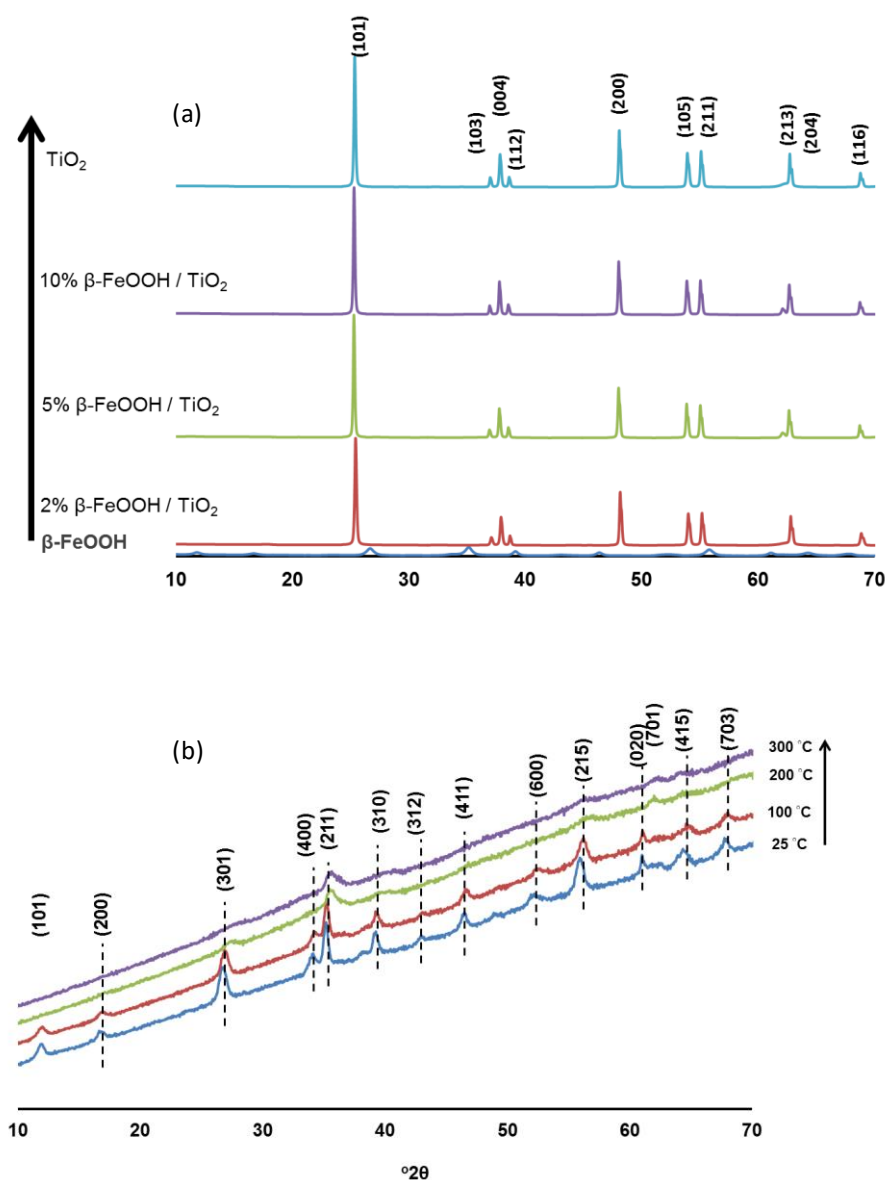 (101)
(a)
(103)
(004)
(112)
(200)
(105)
(211)
(213)
(204)
(116)
TiO₂
10% β-FeOOH / TiO₂
5% β-FeOOH / TiO₂
2% β-FeOOH / TiO₂
β-FeOOH
10 20 30 40 50 60 70
(b)
(101)
(200)
(301)
(400)
(211)
(310)
(312)
(411)
(600)
(215)
(020)
(701)
(415)
(703)
300 °C
200 °C
100 °C
25 °C
10 20 30 40 50 60 70
°2θ